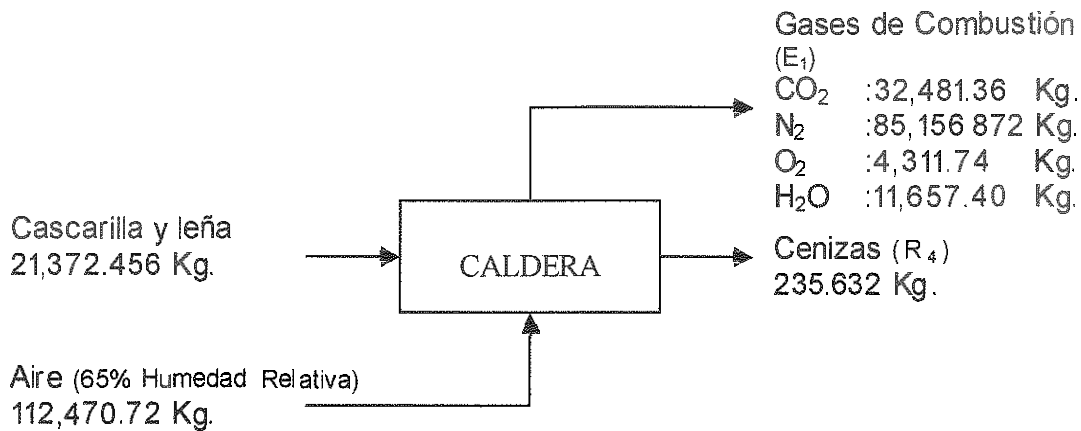 Gases de Combustión
(E₁)
CO₂ :32,481.36 Kg.
N₂ :85,156 872 Kg.
O₂ :4,311.74 Kg.
H₂O :11,657.40 Kg.
Cascarilla y leña
21,372.456 Kg.
CALDERA
Cenizas (R ₄)
235.632 Kg.
Aire (65% Humedad Relativa)
112,470.72 Kg.